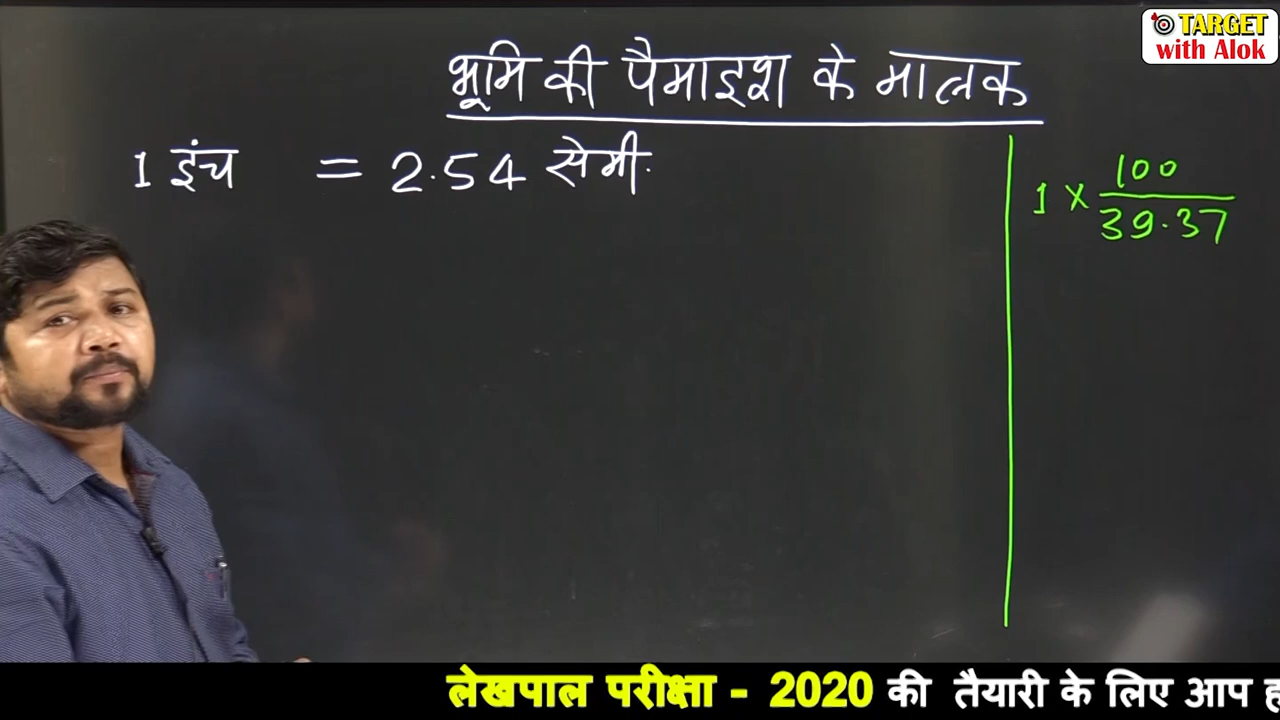 TARGET
with Alok
भूमि की पैमाइश के मात्रक
1 इंच = 2.54 सेमी.
1 × 100/39.37
लेखपाल परीक्षा - 2020 की तैयारी के लिए आप ह